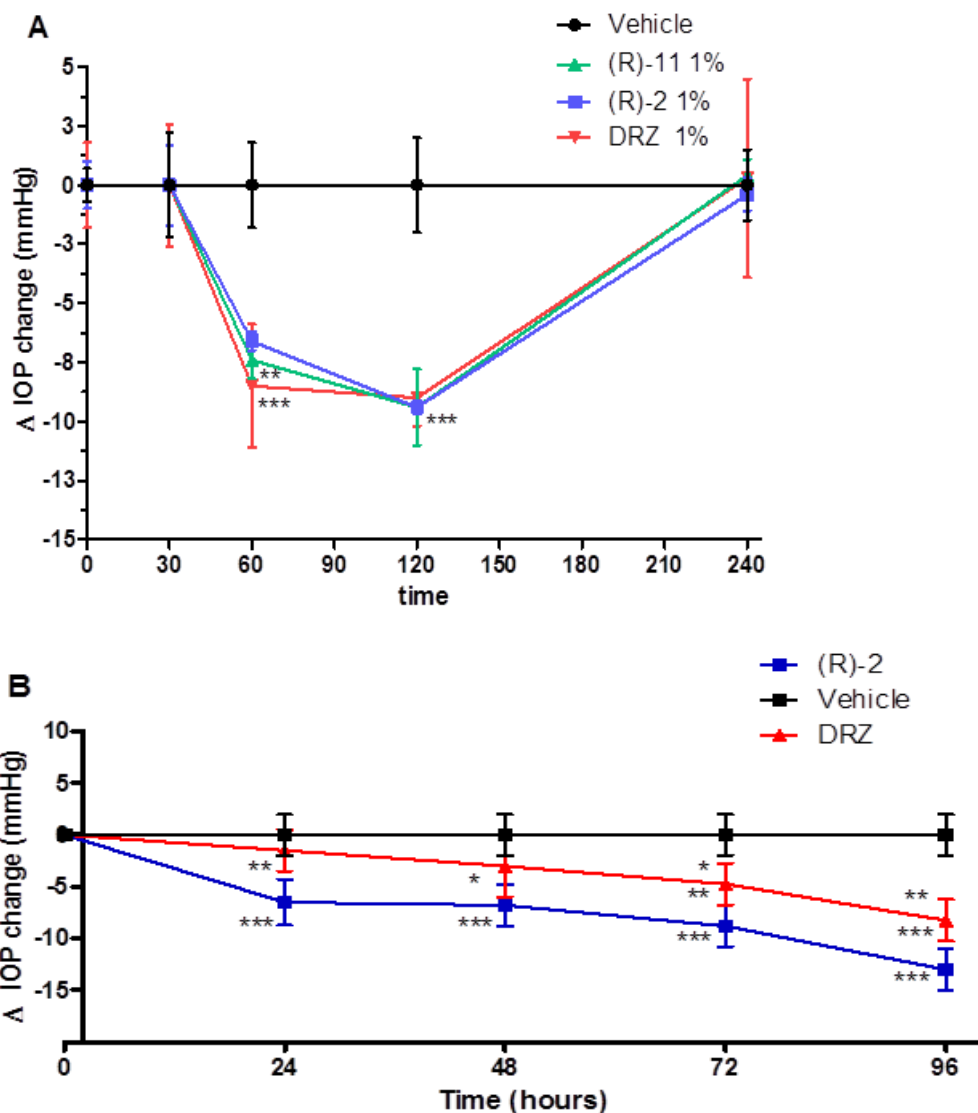 A
Vehicle
(R)-11 1%
(R)-2 1%
DRZ 1%
Δ IOP change (mmHg)
5
3
0
-3
-5
-8
-10
-13
-15
**
***
***
0 30 60 90 120 150 180 210 240
time
B
(R)-2
Vehicle
DRZ
Δ IOP change (mmHg)
10
5
0
-5
-10
-15
** * * **
**
*** *** *** ***
***
0 24 48 72 96
Time (hours)